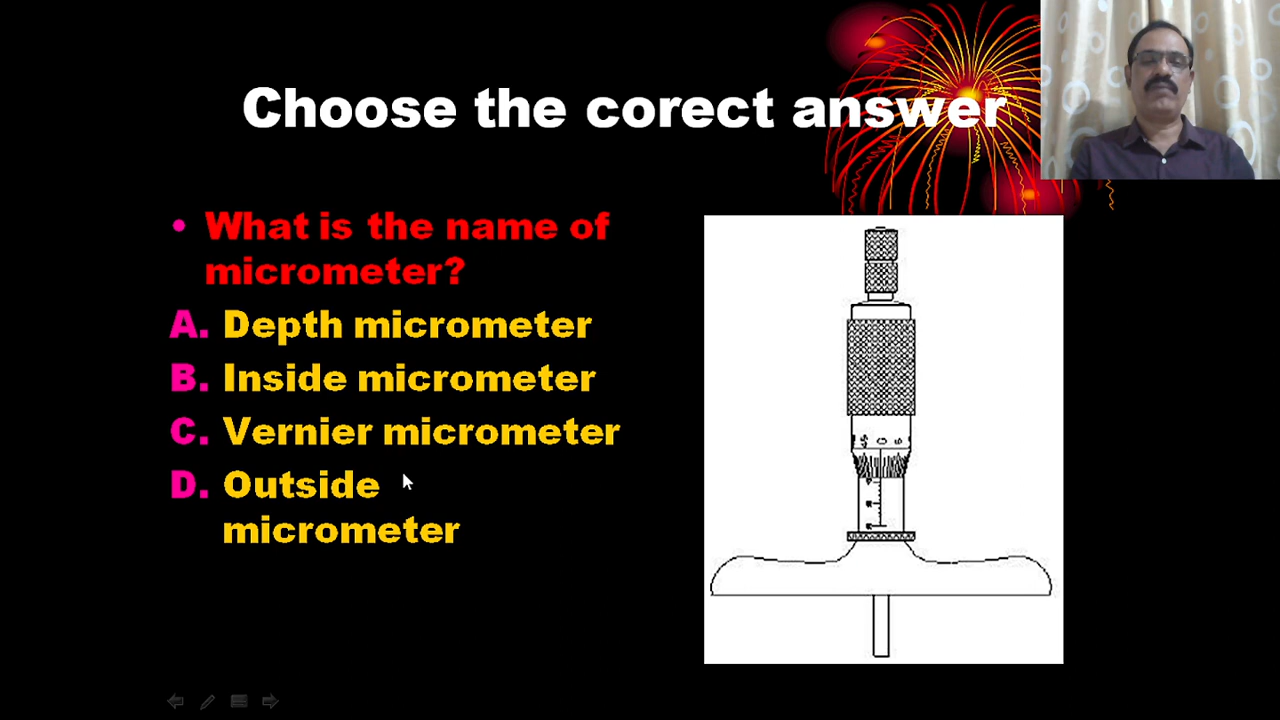 Choose the corect answer
• What is the name of
micrometer?
A. Depth micrometer
B. Inside micrometer
C. Vernier micrometer
D. Outside
micrometer